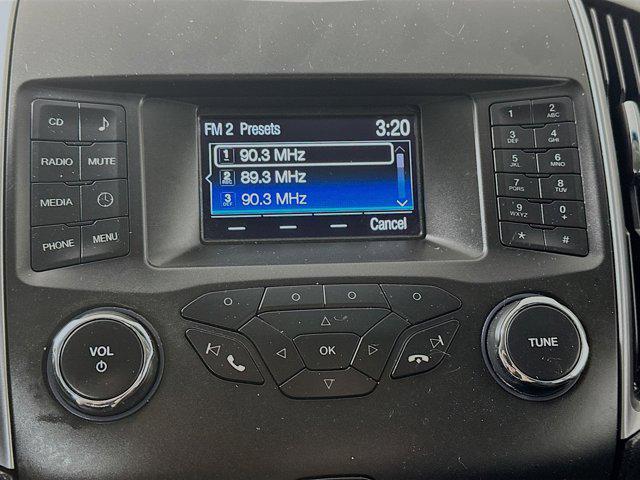 FM 2 Presets 3:20
1 90.3 MHz
2 ABC 89.3 MHz
3 DEF 90.3 MHz
Cancel
CD
RADIO MUTE
MEDIA
PHONE MENU
1 2 ABC
3 DEF 4 GHI
5 JKL 6 MNO
7 PQRS 8 TUV
9 WXYZ 0 +
* #
VOL
OK
TUNE